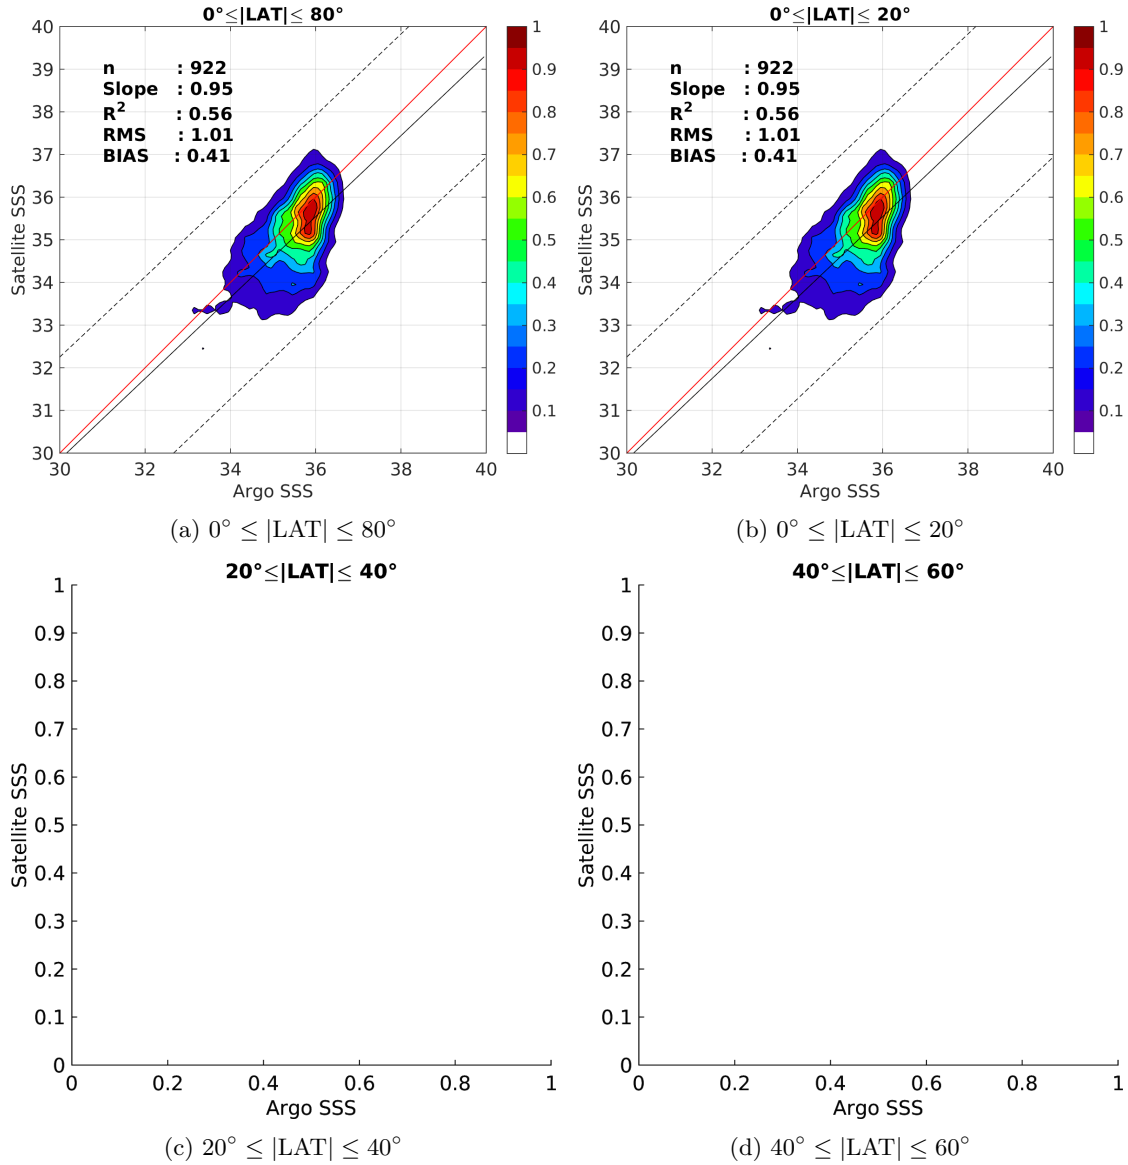 0°≤|LAT|≤ 80°
n : 922
Slope : 0.95
R² : 0.56
RMS : 1.01
BIAS : 0.41
40
39
38
37
36
35
34
33
32
31
30
Satellite SSS
30 32 34 36 38 40
Argo SSS
1
0.9
0.8
0.7
0.6
0.5
0.4
0.3
0.2
0.1
(a) 0° ≤ |LAT| ≤ 80°
0°≤|LAT|≤ 20°
n : 922
Slope : 0.95
R² : 0.56
RMS : 1.01
BIAS : 0.41
40
39
38
37
36
35
34
33
32
31
30
Satellite SSS
30 32 34 36 38 40
Argo SSS
1
0.9
0.8
0.7
0.6
0.5
0.4
0.3
0.2
0.1
(b) 0° ≤ |LAT| ≤ 20°
20°≤|LAT|≤ 40°
1
0.9
0.8
0.7
0.6
0.5
0.4
0.3
0.2
0.1
0
Satellite SSS
0 0.2 0.4 0.6 0.8 1
Argo SSS
(c) 20° ≤ |LAT| ≤ 40°
40°≤|LAT|≤ 60°
1
0.9
0.8
0.7
0.6
0.5
0.4
0.3
0.2
0.1
0
Satellite SSS
0 0.2 0.4 0.6 0.8 1
Argo SSS
(d) 40° ≤ |LAT| ≤ 60°